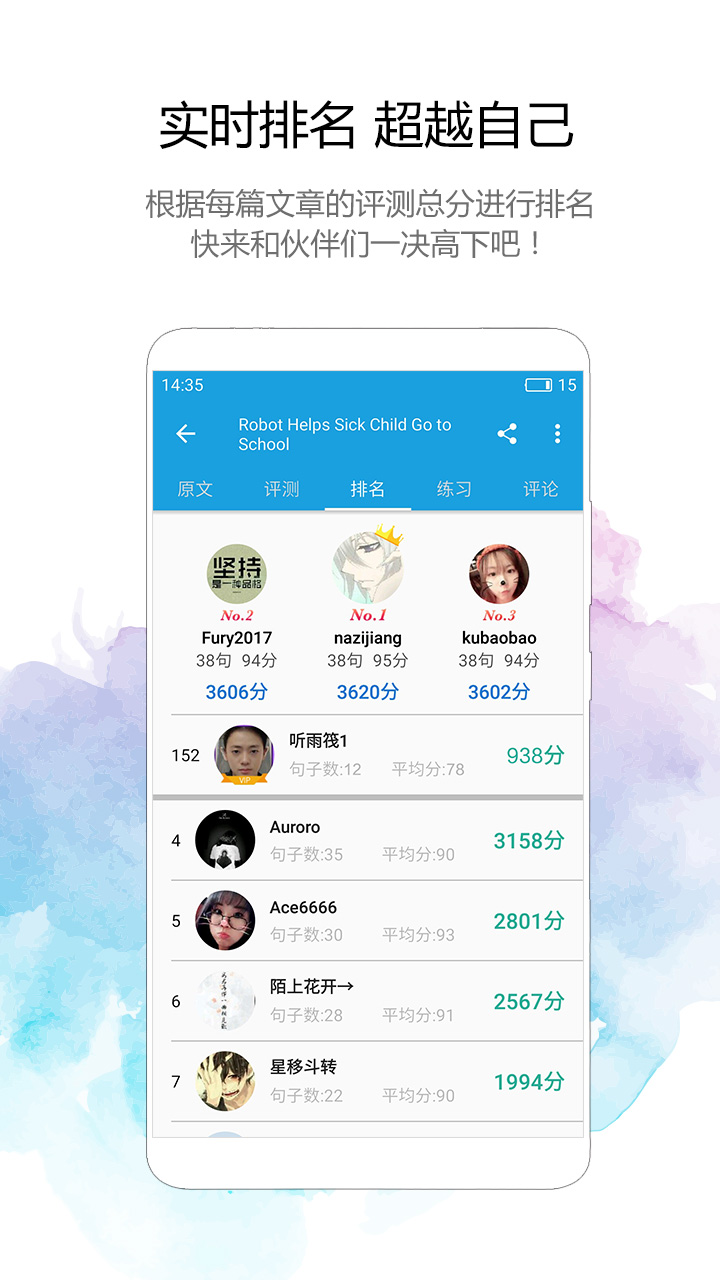 实时排名 超越自己
根据每篇文章的评测总分进行排名
快来和伙伴们一决高下吧！
14:35
15
Robot Helps Sick Child Go to
School
原文
评测
排名
练习
评论
坚持
是一种品格
No.2
No.1
No.3
Fury2017
nazijiang
kubaobao
38句 94分
38句 95分
38句 94分
3606分
3620分
3602分
152
VIP
听雨筏1
句子数:12
平均分:78
938分
4
Auroro
句子数:35
平均分:90
3158分
5
Ace6666
句子数:30
平均分:93
2801分
6
陌上花开→
句子数:28
平均分:91
2567分
7
星移斗转
句子数:22
平均分:90
1994分